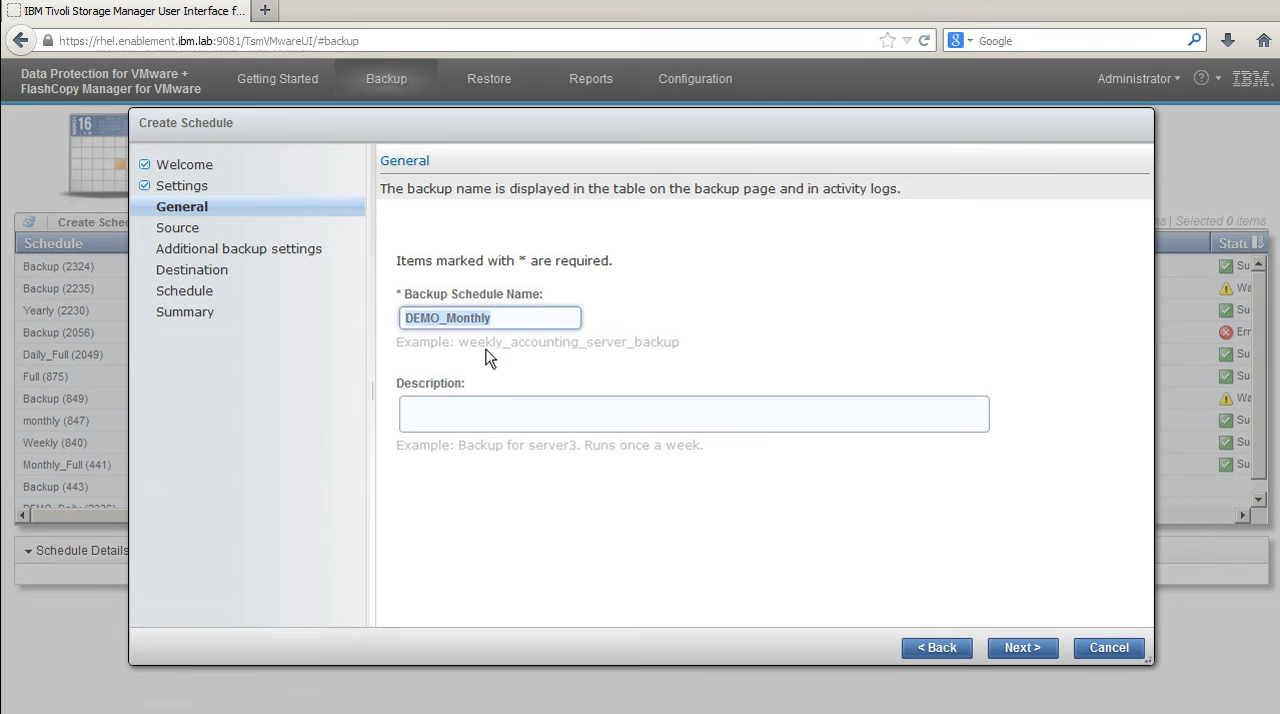 IBM Tivoli Storage Manager User Interface f...
https://rhel.enablement.ibm.lab:9081/TsmVMwareUI/#backup
Google
Data Protection for VMware +
FlashCopy Manager for VMware
Getting Started
Backup
Restore
Reports
Configuration
Administrator
IBM.
16
Create Schedule
Welcome
Settings
General
Source
Additional backup settings
Destination
Schedule
Summary
General
The backup name is displayed in the table on the backup page and in activity logs.
Items marked with * are required.
* Backup Schedule Name:
DEMO_Monthly
Example: weekly_accounting_server_backup
Description:
Example: Backup for server3. Runs once a week.
< Back
Next >
Cancel
Create Sched
Selected 0 items
Schedule
Statu
Backup (2324)
Su
Backup (2235)
Wa
Yearly (2230)
Su
Backup (2056)
Err
Daily_Full (2049)
Su
Full (875)
Su
Backup (849)
Wa
monthly (847)
Su
Weekly (840)
Su
Monthly_Full (441)
Su
Backup (443)
Schedule Details